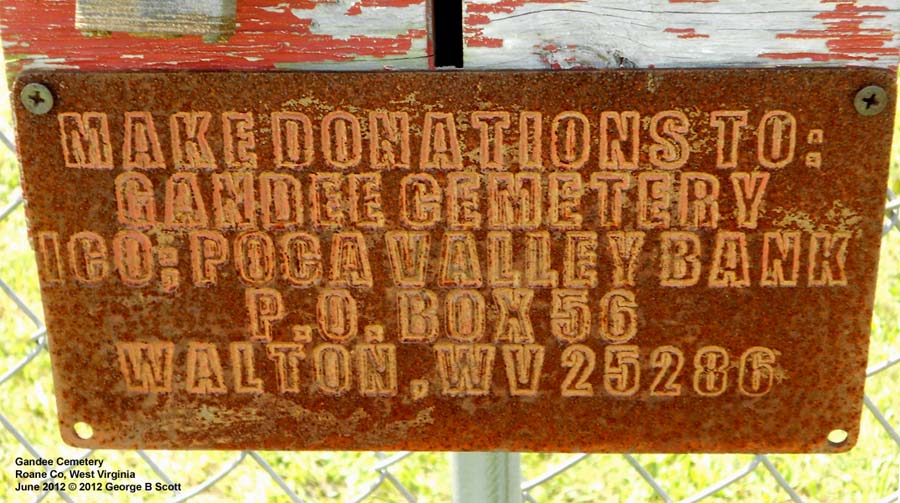 MAKE DONATIONS TO:
GANDEE CEMETERY
ICO; POCA VALLEY BANK
P.O. BOX 56
WALTON, WV 25286
Gandee Cemetery
Roane Co, West Virginia
June 2012 © 2012 George B Scott